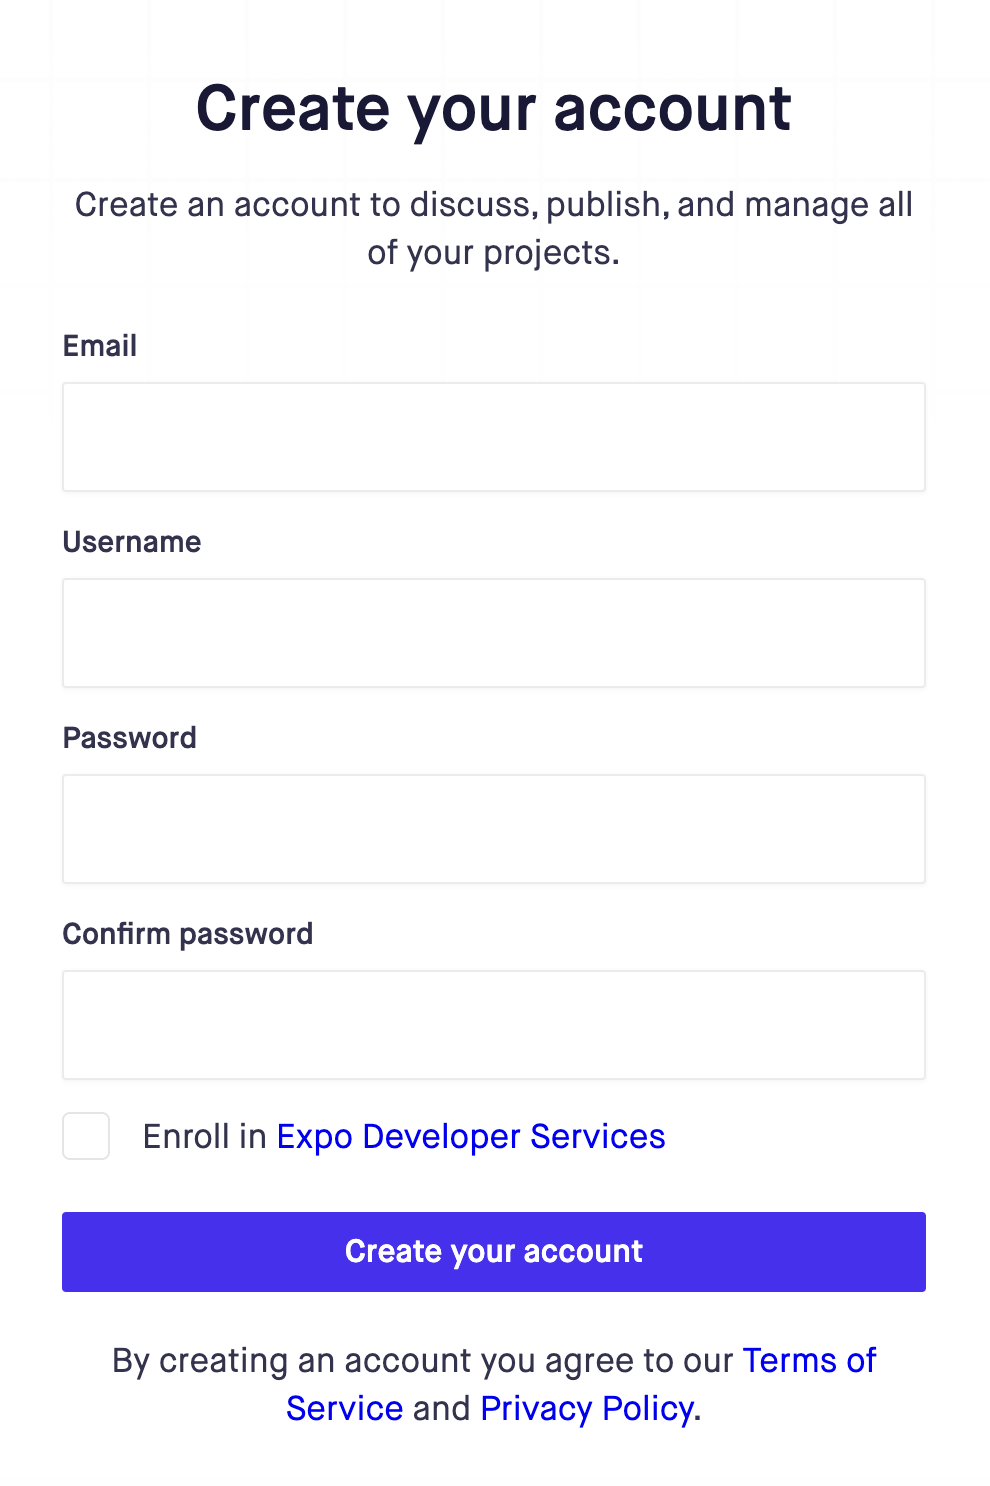 Create your account
Create an account to discuss, publish, and manage all
of your projects.
Email
Username
Password
Confirm password
Enroll in Expo Developer Services
Create your account
By creating an account you agree to our Terms of
Service and Privacy Policy.